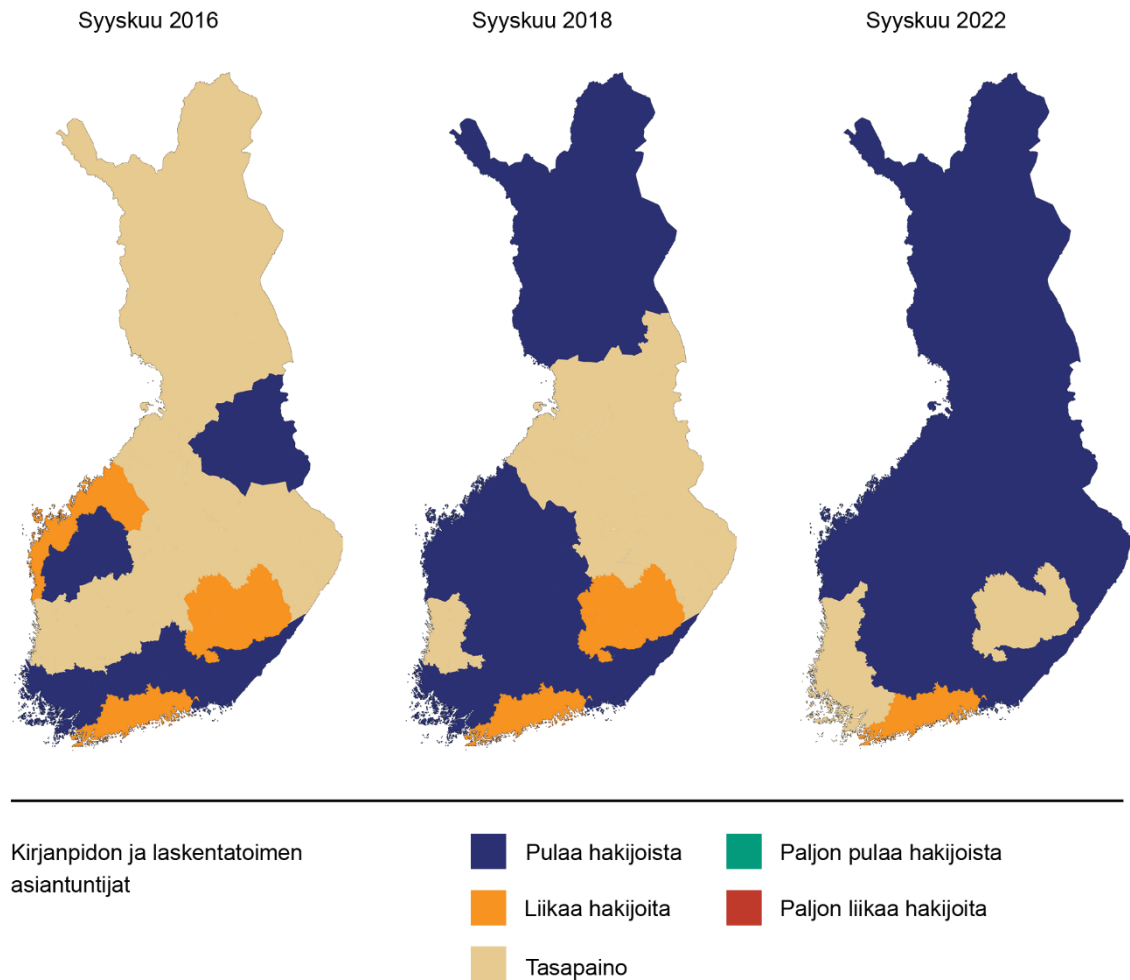 Syyskuu 2016
Syyskuu 2018
Syyskuu 2022
Kirjanpidon ja laskentatoimen
asiantuntijat
Pulaa hakijoista
Paljon pulaa hakijoista
Liikaa hakijoita
Paljon liikaa hakijoita
Tasapaino